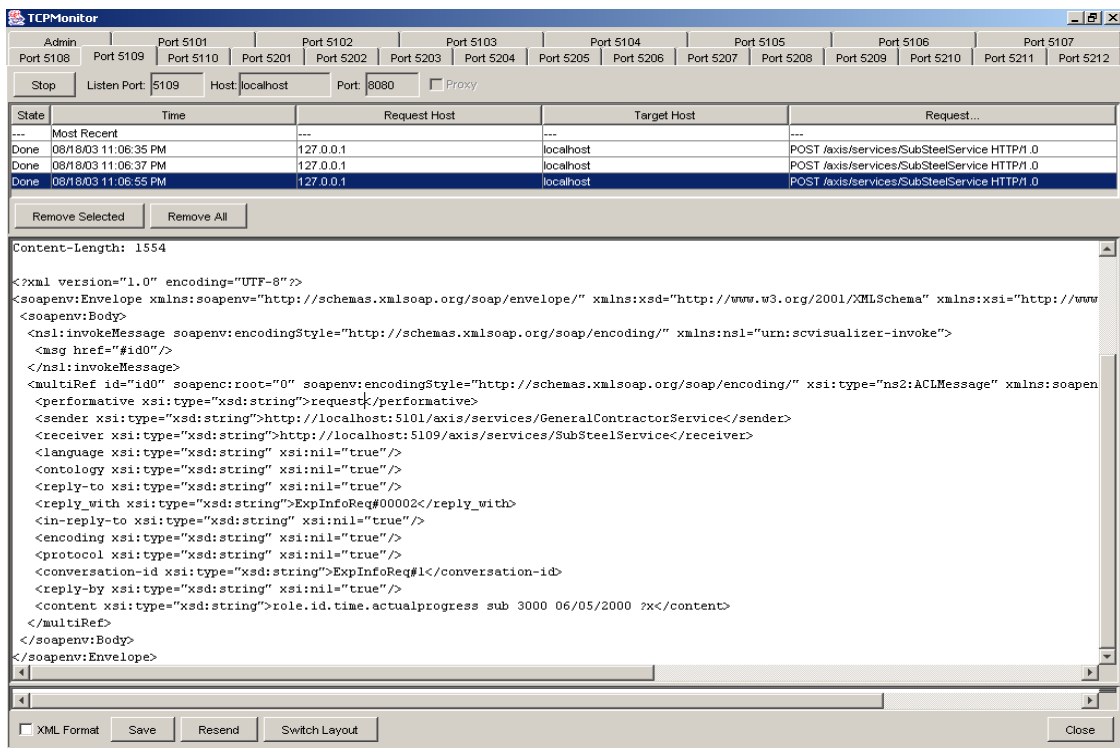 TCPMonitor
Admin Port 5101 Port 5102 Port 5103 Port 5104 Port 5105 Port 5106 Port 5107
Port 5108 Port 5109 Port 5110 Port 5201 Port 5202 Port 5203 Port 5204 Port 5205 Port 5206 Port 5207 Port 5208 Port 5209 Port 5210 Port 5211 Port 5212
Stop Listen Port: 5109 Host: localhost Port: 8080 Proxy
State Time Request Host Target Host Request...
--- Most Recent --- --- ---
Done 08/18/03 11:06:35 PM 127.0.0.1 localhost POST /axis/services/SubSteelService HTTP/1.0
Done 08/18/03 11:06:37 PM 127.0.0.1 localhost POST /axis/services/SubSteelService HTTP/1.0
Done 08/18/03 11:06:55 PM 127.0.0.1 localhost POST /axis/services/SubSteelService HTTP/1.0
Remove Selected Remove All
Content-Length: 1554
<?xml version="1.0" encoding="UTF-8"?>
<soapenv:Envelope xmlns:soapenv="http://schemas.xmlsoap.org/soap/envelope/" xmlns:xsd="http://www.w3.org/2001/XMLSchema" xmlns:xsi="http://www
<soapenv:Body>
<ns1:invokeMessage soapenv:encodingStyle="http://schemas.xmlsoap.org/soap/encoding/" xmlns:ns1="urn:scvisualizer-invoke">
<msg href="#id0"/>
</ns1:invokeMessage>
<multiRef id="id0" soapenc:root="0" soapenv:encodingStyle="http://schemas.xmlsoap.org/soap/encoding/" xsi:type="ns2:ACLMessage" xmlns:soapen
<performative xsi:type="xsd:string">request</performative>
<sender xsi:type="xsd:string">http://localhost:5101/axis/services/GeneralContractorService</sender>
<receiver xsi:type="xsd:string">http://localhost:5109/axis/services/SubSteelService</receiver>
<language xsi:type="xsd:string" xsi:nil="true"/>
<ontology xsi:type="xsd:string" xsi:nil="true"/>
<reply-to xsi:type="xsd:string" xsi:nil="true"/>
<reply_with xsi:type="xsd:string">ExpInfoReq#00002</reply_with>
<in-reply-to xsi:type="xsd:string" xsi:nil="true"/>
<encoding xsi:type="xsd:string" xsi:nil="true"/>
<protocol xsi:type="xsd:string" xsi:nil="true"/>
<conversation-id xsi:type="xsd:string">ExpInfoReq#1</conversation-id>
<reply-by xsi:type="xsd:string" xsi:nil="true"/>
<content xsi:type="xsd:string">role.id.time.actualprogress sub 3000 06/05/2000 ?x</content>
</multiRef>
</soapenv:Body>
</soapenv:Envelope>
XML Format Save Resend Switch Layout Close